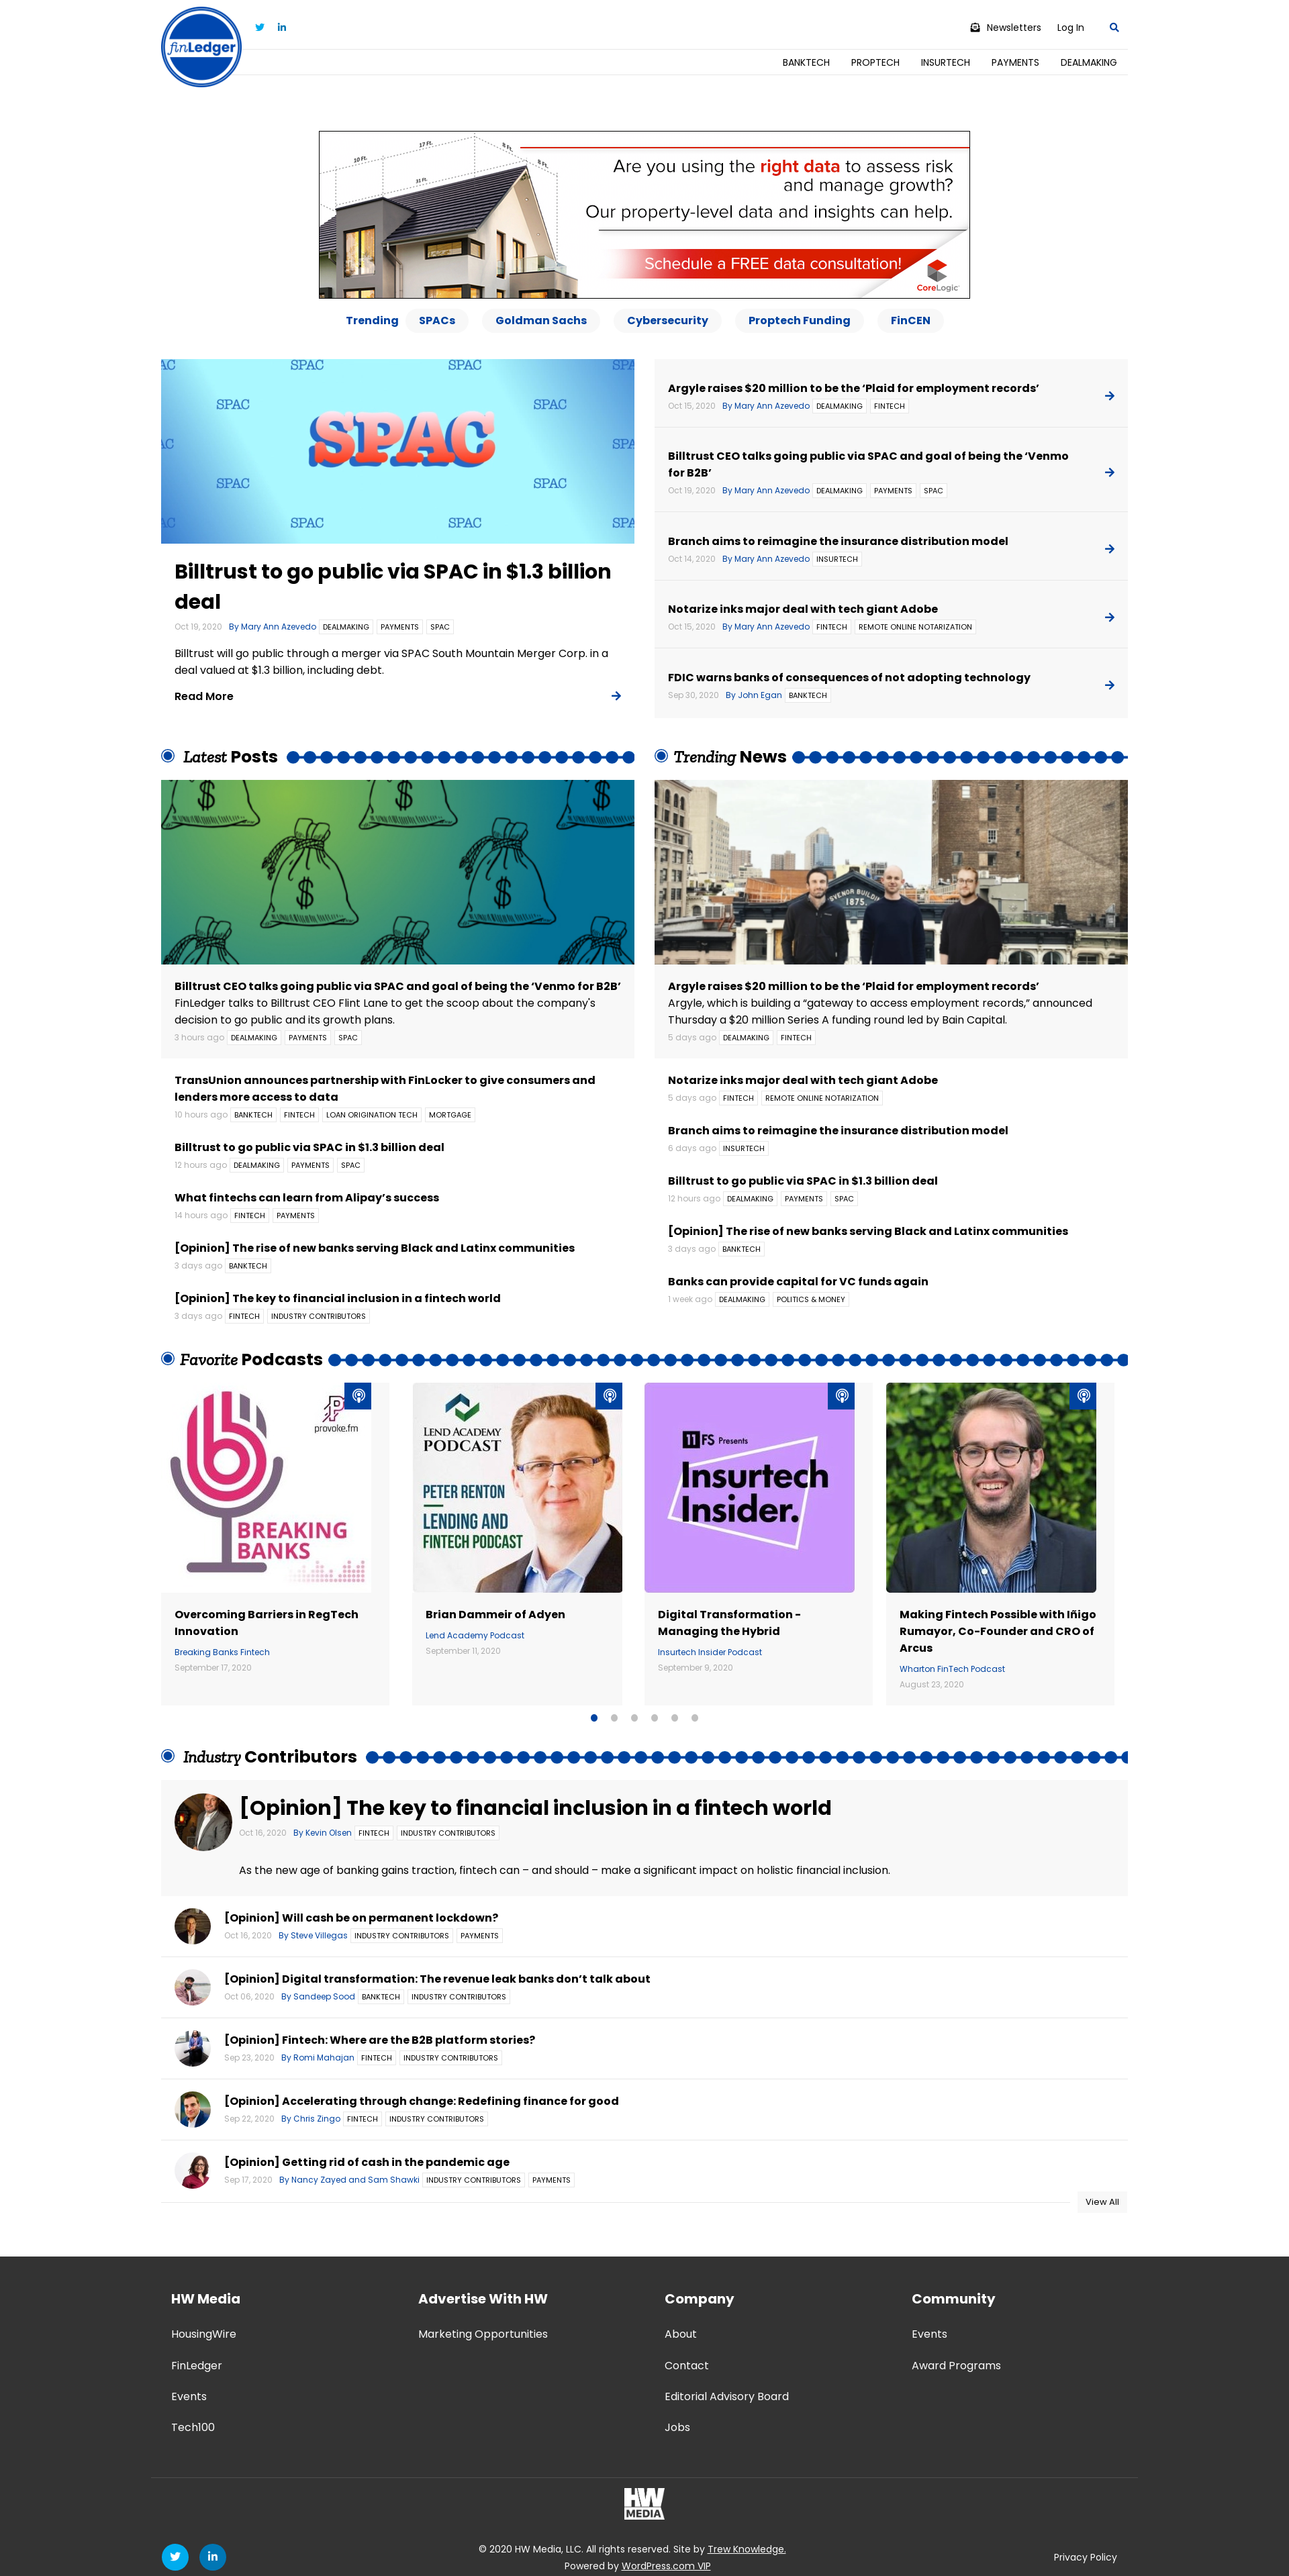 finLedger
Newsletters
Log In
BANKTECH
PROPTECH
INSURTECH
PAYMENTS
DEALMAKING
10 Ft.
17 Ft.
5 Ft.
8 Ft.
31 Ft.
Are you using the right data to assess risk
and manage growth?
Our property-level data and insights can help.
Schedule a FREE data consultation!
CoreLogic
Trending
SPACs
Goldman Sachs
Cybersecurity
Proptech Funding
FinCEN
SPAC SPAC SPAC SPAC
SPAC SPAC
SPAC
SPAC SPAC
SPAC SPAC
SPAC SPAC SPAC SPAC
Billtrust to go public via SPAC in $1.3 billion
deal
Oct 19, 2020 By Mary Ann Azevedo DEALMAKING PAYMENTS SPAC
Billtrust will go public through a merger via SPAC South Mountain Merger Corp. in a
deal valued at $1.3 billion, including debt.
Read More
Argyle raises $20 million to be the ‘Plaid for employment records’
Oct 15, 2020 By Mary Ann Azevedo DEALMAKING FINTECH
Billtrust CEO talks going public via SPAC and goal of being the ‘Venmo
for B2B’
Oct 19, 2020 By Mary Ann Azevedo DEALMAKING PAYMENTS SPAC
Branch aims to reimagine the insurance distribution model
Oct 14, 2020 By Mary Ann Azevedo INSURTECH
Notarize inks major deal with tech giant Adobe
Oct 15, 2020 By Mary Ann Azevedo FINTECH REMOTE ONLINE NOTARIZATION
FDIC warns banks of consequences of not adopting technology
Sep 30, 2020 By John Egan BANKTECH
Latest Posts
Billtrust CEO talks going public via SPAC and goal of being the ‘Venmo for B2B’
FinLedger talks to Billtrust CEO Flint Lane to get the scoop about the company's
decision to go public and its growth plans.
3 hours ago DEALMAKING PAYMENTS SPAC
TransUnion announces partnership with FinLocker to give consumers and
lenders more access to data
10 hours ago BANKTECH FINTECH LOAN ORIGINATION TECH MORTGAGE
Billtrust to go public via SPAC in $1.3 billion deal
12 hours ago DEALMAKING PAYMENTS SPAC
What fintechs can learn from Alipay’s success
14 hours ago FINTECH PAYMENTS
[Opinion] The rise of new banks serving Black and Latinx communities
3 days ago BANKTECH
[Opinion] The key to financial inclusion in a fintech world
3 days ago FINTECH INDUSTRY CONTRIBUTORS
Trending News
1875
Argyle raises $20 million to be the ‘Plaid for employment records’
Argyle, which is building a “gateway to access employment records,” announced
Thursday a $20 million Series A funding round led by Bain Capital.
5 days ago DEALMAKING FINTECH
Notarize inks major deal with tech giant Adobe
5 days ago FINTECH REMOTE ONLINE NOTARIZATION
Branch aims to reimagine the insurance distribution model
6 days ago INSURTECH
Billtrust to go public via SPAC in $1.3 billion deal
12 hours ago DEALMAKING PAYMENTS SPAC
[Opinion] The rise of new banks serving Black and Latinx communities
3 days ago BANKTECH
Banks can provide capital for VC funds again
1 week ago DEALMAKING POLITICS & MONEY
Favorite Podcasts
provoke.fm
BREAKING
BANKS
Overcoming Barriers in RegTech
Innovation
Breaking Banks Fintech
September 17, 2020
LEND ACADEMY
PODCAST
PETER RENTON
LENDING AND
FINTECH PODCAST
Brian Dammeir of Adyen
Lend Academy Podcast
September 11, 2020
11FS Presents
Insurtech
Insider.
Digital Transformation -
Managing the Hybrid
Insurtech Insider Podcast
September 9, 2020
Making Fintech Possible with Iñigo
Rumayor, Co-Founder and CRO of
Arcus
Wharton FinTech Podcast
August 23, 2020
Industry Contributors
[Opinion] The key to financial inclusion in a fintech world
Oct 16, 2020 By Kevin Olsen FINTECH INDUSTRY CONTRIBUTORS
As the new age of banking gains traction, fintech can – and should – make a significant impact on holistic financial inclusion.
[Opinion] Will cash be on permanent lockdown?
Oct 16, 2020 By Steve Villegas INDUSTRY CONTRIBUTORS PAYMENTS
[Opinion] Digital transformation: The revenue leak banks don’t talk about
Oct 06, 2020 By Sandeep Sood BANKTECH INDUSTRY CONTRIBUTORS
[Opinion] Fintech: Where are the B2B platform stories?
Sep 23, 2020 By Romi Mahajan FINTECH INDUSTRY CONTRIBUTORS
[Opinion] Accelerating through change: Redefining finance for good
Sep 22, 2020 By Chris Zingo FINTECH INDUSTRY CONTRIBUTORS
[Opinion] Getting rid of cash in the pandemic age
Sep 17, 2020 By Nancy Zayed and Sam Shawki INDUSTRY CONTRIBUTORS PAYMENTS
View All
HW Media
HousingWire
FinLedger
Events
Tech100
Advertise With HW
Marketing Opportunities
Company
About
Contact
Editorial Advisory Board
Jobs
Community
Events
Award Programs
HW
MEDIA
© 2020 HW Media, LLC. All rights reserved. Site by Trew Knowledge.
Powered by WordPress.com VIP
Privacy Policy